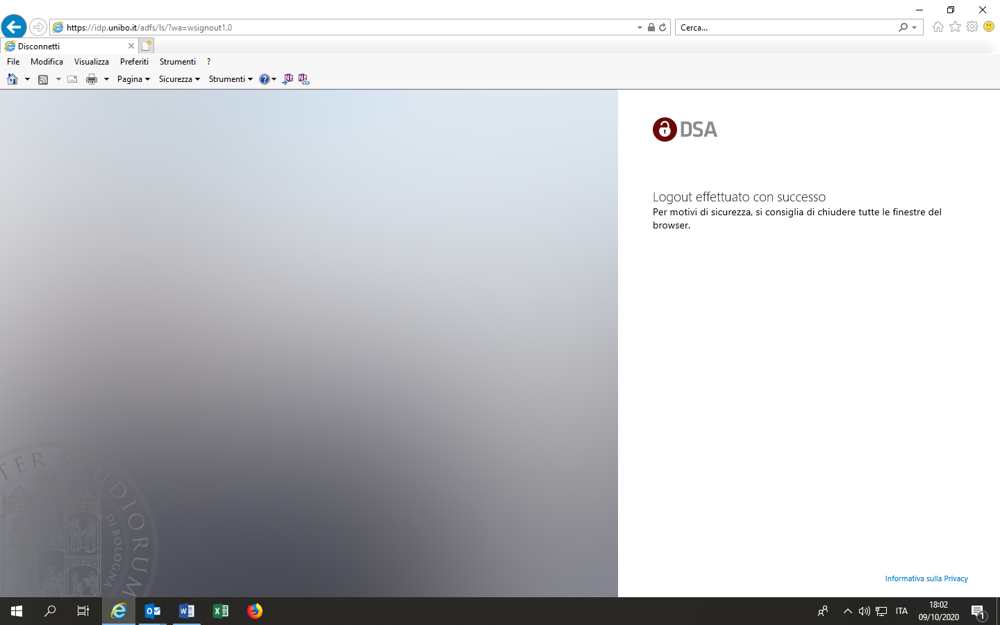 https://idp.unibo.it/adfs/ls/?wa=wsignout1.0
Cerca...
Disconnetti
File Modifica Visualizza Preferiti Strumenti ?
Pagina Sicurezza Strumenti
DSA
Logout effettuato con successo
Per motivi di sicurezza, si consiglia di chiudere tutte le finestre del
browser.
TER STUDIORUM
DI BOLOGNA
Informativa sulla Privacy
ITA
18:02
09/10/2020
1